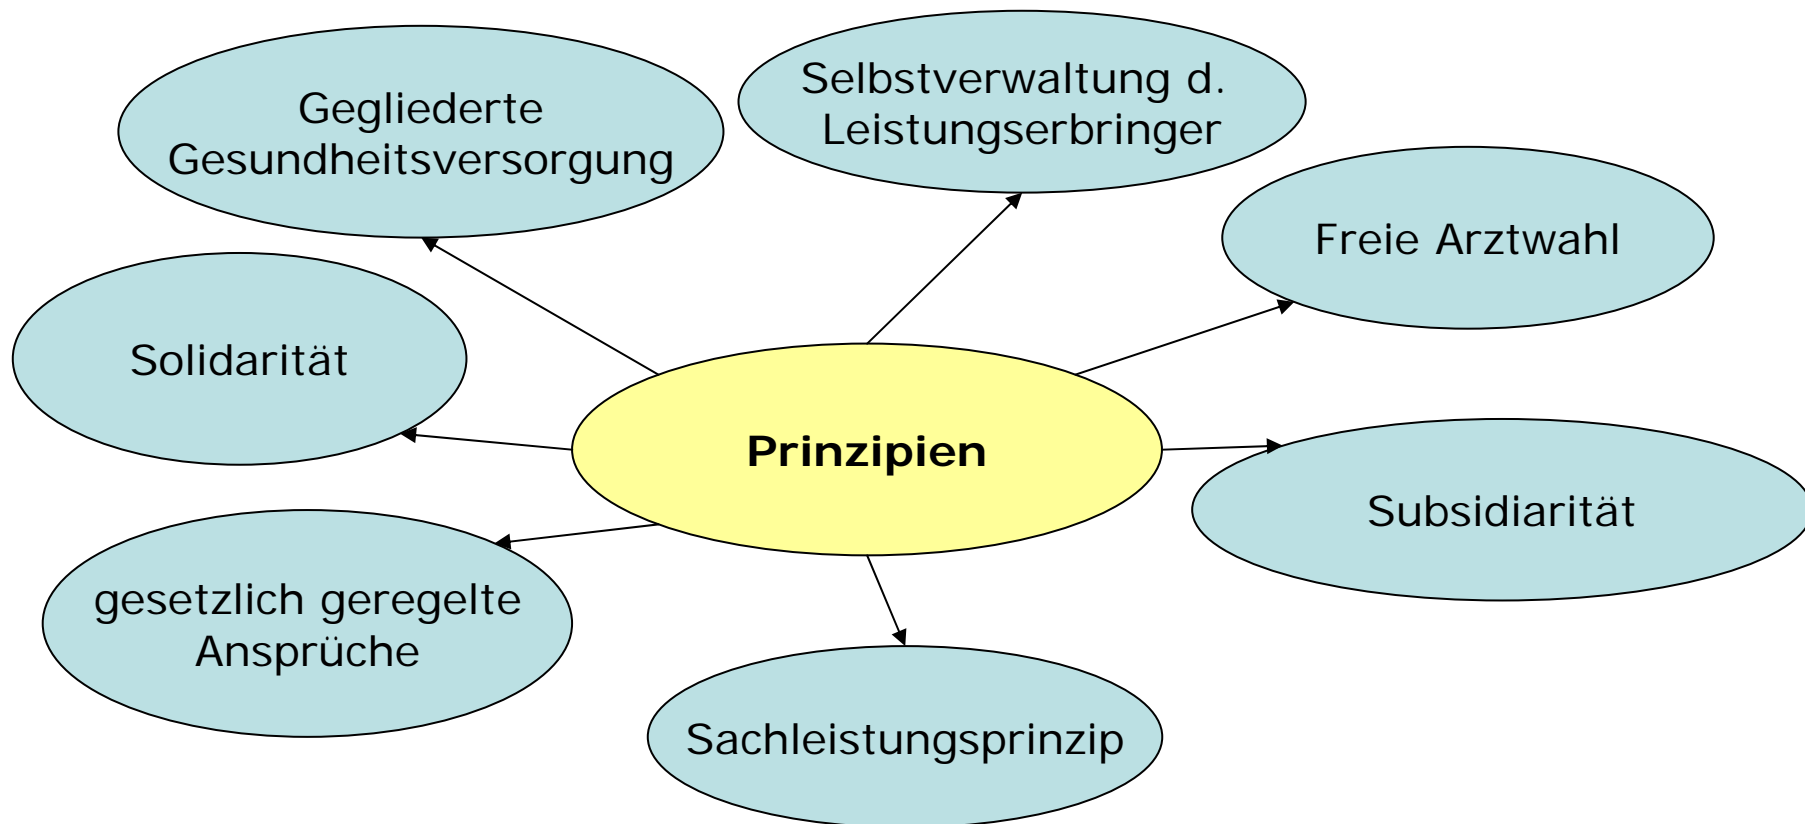 Gegliederte
Gesundheitsversorgung
Selbstverwaltung d.
Leistungserbringer
Freie Arztwahl
Solidarität
Prinzipien
Subsidiarität
gesetzlich geregelte
Ansprüche
Sachleistungsprinzip